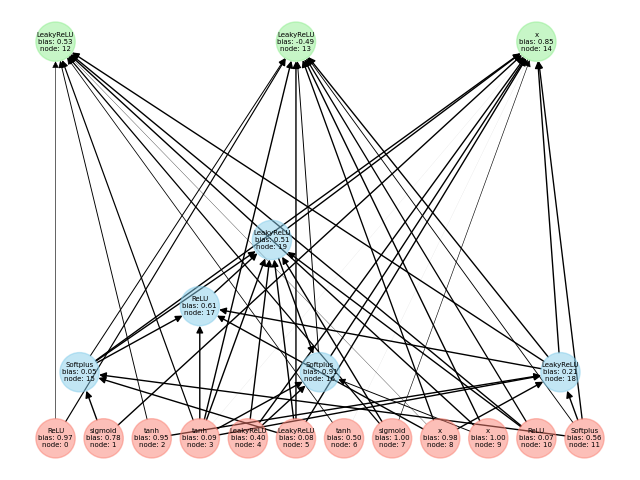 LeakyReLU
bias: 0.53
node: 12
LeakyReLU
bias: -0.49
node: 13
x
bias: 0.85
node: 14
LeakyReLU
bias: 0.51
node: 19
ReLU
bias: 0.61
node: 17
Softplus
bias: 0.05
node: 15
Softplus
bias: 0.91
node: 16
LeakyReLU
bias: 0.21
node: 18
ReLU
bias: 0.97
node: 0
sigmoid
bias: 0.78
node: 1
tanh
bias: 0.95
node: 2
tanh
bias: 0.09
node: 3
LeakyReLU
bias: 0.40
node: 4
LeakyReLU
bias: 0.08
node: 5
tanh
bias: 0.50
node: 6
sigmoid
bias: 1.00
node: 7
x
bias: 0.98
node: 8
x
bias: 1.00
node: 9
ReLU
bias: 0.07
node: 10
Softplus
bias: 0.56
node: 11